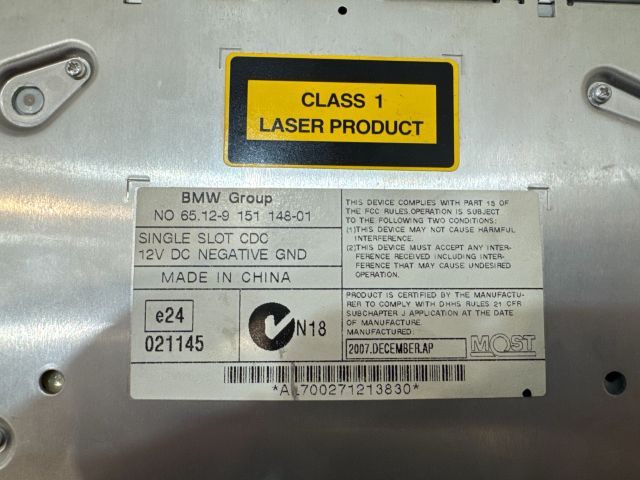 CLASS 1
LASER PRODUCT
BMW Group
NO 65.12-9 151 148-01
SINGLE SLOT CDC
12V DC NEGATIVE GND
MADE IN CHINA
e24
021145
N18
THIS DEVICE COMPLIES WITH PART 15 OF
THE FCC RULES.OPERATION IS SUBJECT
TO THE FOLLOWING TWO CONDITIONS:
(1)THIS DEVICE MAY NOT CAUSE HARMFUL
INTERFERENCE.
(2)THIS DEVICE MUST ACCEPT ANY INTER-
FERENCE RECEIVED INCLUDING INTER-
FERENCE THAT MAY CAUSE UNDESIRED
OPERATION.
PRODUCT IS CERTIFIED BY THE MANUFACTU-
RER TO COMPLY WITH DHHS RULES 21 CFR
SUBCHAPTER J APPLICATION AT THE DATE
OF MANUFACTURE.
MANUFACTURED.
2007.DECEMBER.AP
MOST